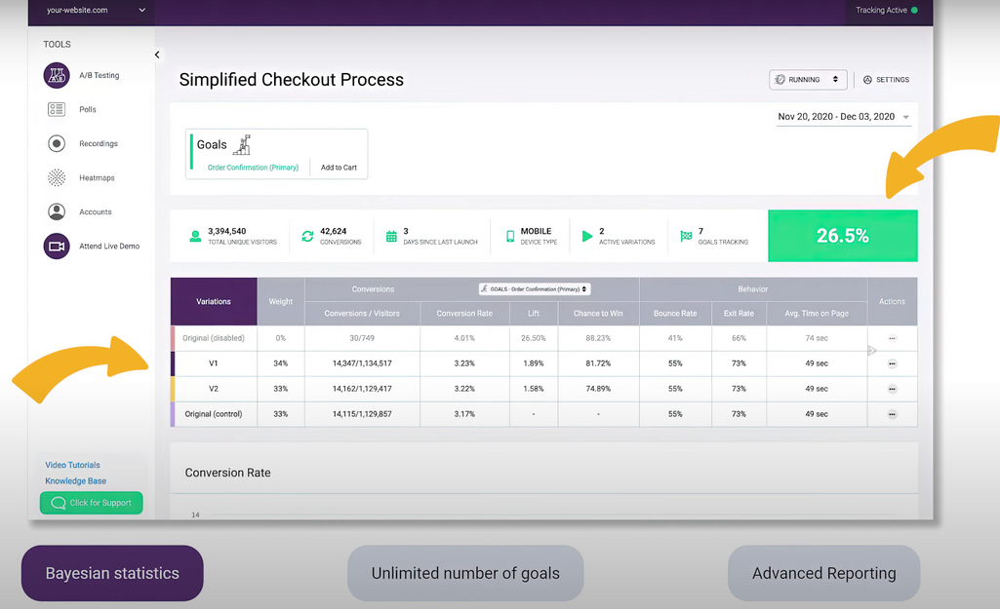 your-website.com
Tracking Active
TOOLS
A/B Testing
Polls
Recordings
Heatmaps
Accounts
Attend Live Demo
Video Tutorials
Knowledge Base
Click for Support
Simplified Checkout Process
RUNNING
SETTINGS
Nov 20, 2020 - Dec 03, 2020
Goals
Order Confirmation (Primary)
Add to Cart
3,394,540
TOTAL UNIQUE VISITORS
42,624
CONVERSIONS
3
DAYS SINCE LAST LAUNCH
MOBILE
DEVICE TYPE
2
ACTIVE VARIATIONS
7
GOALS TRACKING
26.5%
Variations Weight Conversions GOALS - Order Confirmation (Primary) Behavior Actions
Conversions / Visitors Conversion Rate Lift Chance to Win Bounce Rate Exit Rate Avg. Time on Page
Original (disabled) 0% 30/749 4.01% 26.50% 88.23% 41% 66% 74 sec ...
V1 34% 14,347/1,134,517 3.23% 1.89% 81.72% 55% 73% 49 sec ...
V2 33% 14,162/1,129,417 3.22% 1.58% 74.89% 55% 73% 49 sec ...
Original (control) 33% 14,115/1,129,857 3.17% - - 55% 73% 49 sec ...
Conversion Rate
14
Bayesian statistics
Unlimited number of goals
Advanced Reporting